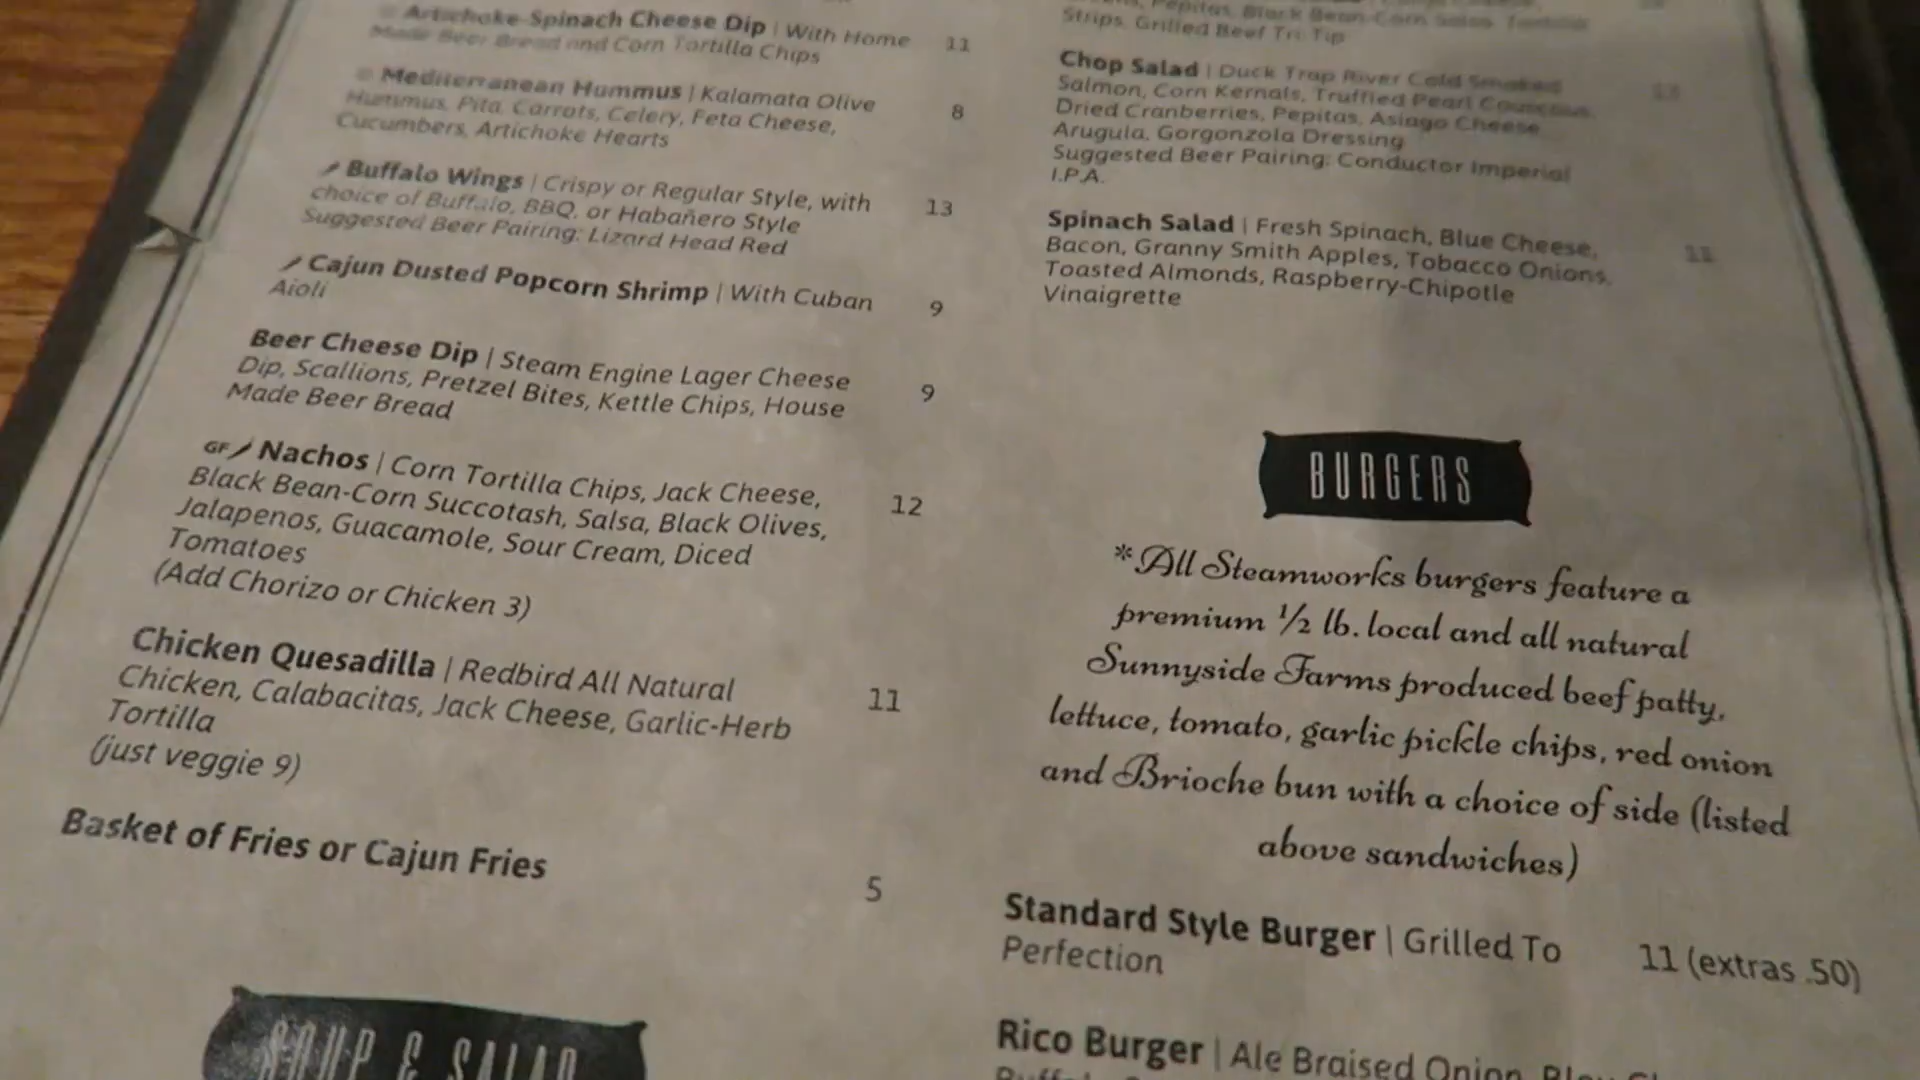 Artichoke-Spinach Cheese Dip | With Home 11
Made Beer Bread and Corn Tortilla Chips
Mediterranean Hummus | Kalamata Olive
Hummus, Pita, Carrots, Celery, Feta Cheese, 8
Cucumbers, Artichoke Hearts
Buffalo Wings | Crispy or Regular Style, with
choice of Buffalo, BBQ, or Habañero Style 13
Suggested Beer Pairing: Lizard Head Red
Cajun Dusted Popcorn Shrimp | With Cuban
Aioli 9
Beer Cheese Dip | Steam Engine Lager Cheese
Dip, Scallions, Pretzel Bites, Kettle Chips, House 9
Made Beer Bread
GF Nachos | Corn Tortilla Chips, Jack Cheese,
Black Bean-Corn Succotash, Salsa, Black Olives, 12
Jalapenos, Guacamole, Sour Cream, Diced
Tomatoes
(Add Chorizo or Chicken 3)
Chicken Quesadilla | Redbird All Natural
Chicken, Calabacitas, Jack Cheese, Garlic-Herb 11
Tortilla
(just veggie 9)
Basket of Fries or Cajun Fries 5
SOUP & SALAD
Pepitas, Black Bean-Corn Salsa, Tortilla
Strips, Grilled Beef Tri Tip
Chop Salad | Duck Trap River Cold Smoked
Salmon, Corn Kernals, Truffled Pearl Couscous,
Dried Cranberries, Pepitas, Asiago Cheese
Arugula, Gorgonzola Dressing
Suggested Beer Pairing: Conductor Imperial
I.P.A.
Spinach Salad | Fresh Spinach, Blue Cheese,
Bacon, Granny Smith Apples, Tobacco Onions, 11
Toasted Almonds, Raspberry-Chipotle
Vinaigrette
BURGERS
*All Steamworks burgers feature a
premium ½ lb. local and all natural
Sunnyside Farms produced beef patty,
lettuce, tomato, garlic pickle chips, red onion
and Brioche bun with a choice of side (listed
above sandwiches)
Standard Style Burger | Grilled To 11 (extras .50)
Perfection
Rico Burger | Ale Braised Onion,